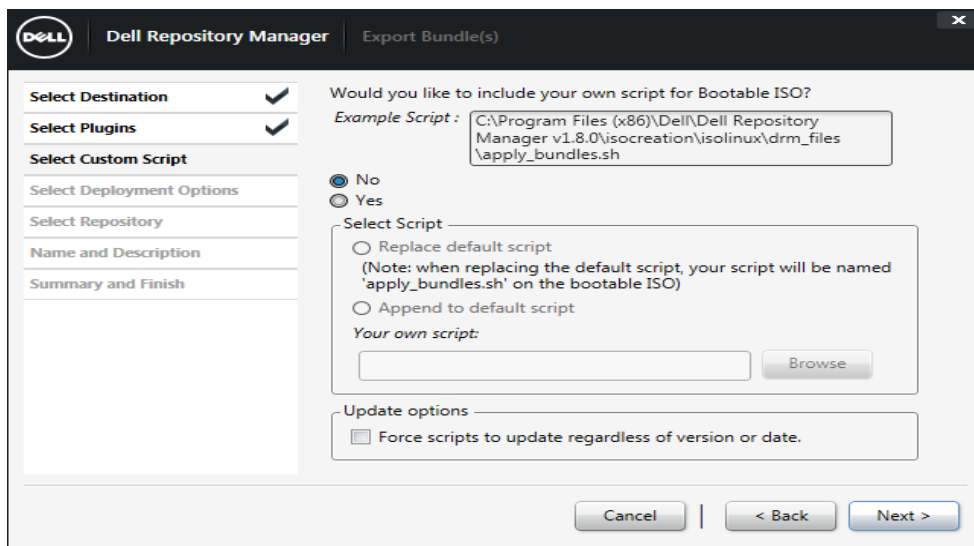 DELL
Dell Repository Manager
Export Bundle(s)
Select Destination
Select Plugins
Select Custom Script
Select Deployment Options
Select Repository
Name and Description
Summary and Finish
Would you like to include your own script for Bootable ISO?
Example Script :
C:\Program Files (x86)\Dell\Dell Repository
Manager v1.8.0\isocreation\isolinux\drm_files
\apply_bundles.sh
No
Yes
Select Script
Replace default script
(Note: when replacing the default script, your script will be named
'apply_bundles.sh' on the bootable ISO)
Append to default script
Your own script:
Browse
Update options
Force scripts to update regardless of version or date.
Cancel
< Back
Next >